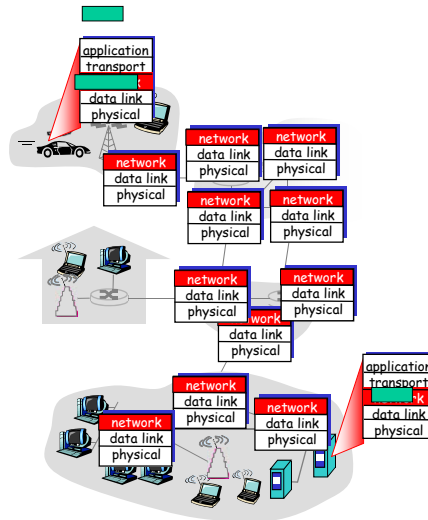 application
transport
data link
physical
network
data link
physical
network
data link
physical
network
data link
physical
network
data link
physical
network
data link
physical
network
data link
physical
network
data link
physical
data link
physical
application
transport
data link
physical
network
data link
physical
network
data link
physical
network
data link
physical